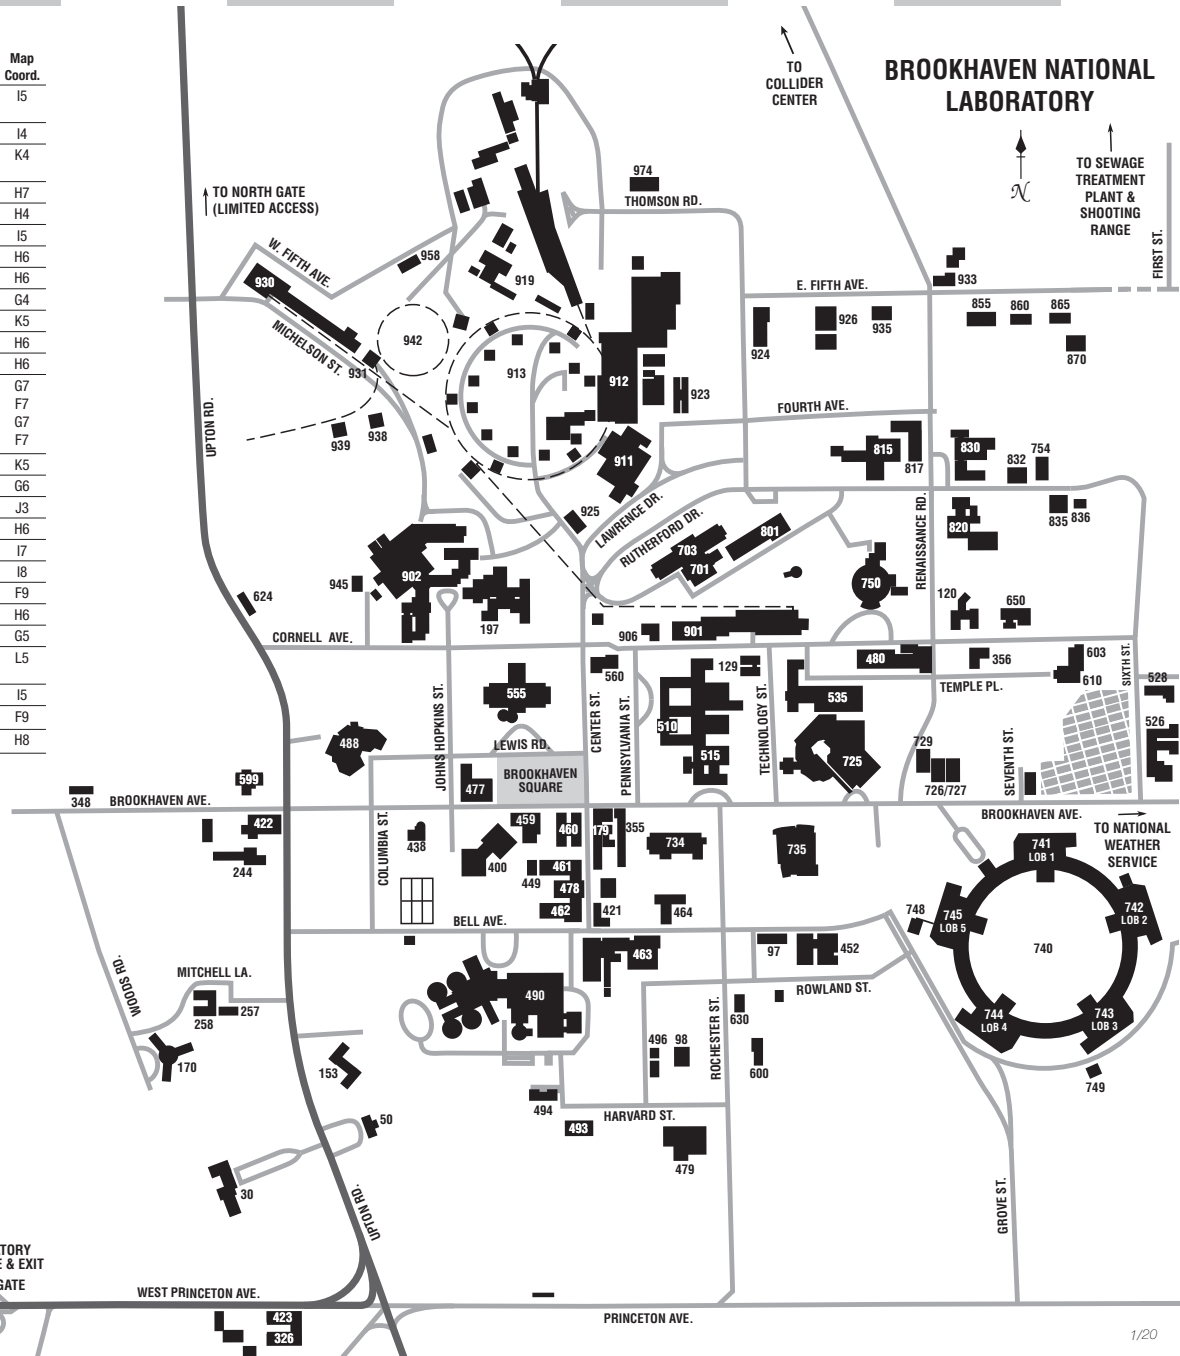 Map
Coord.
I5
I4
K4
H7
H4
I5
H6
H6
G4
K5
H6
H6
G7
F7
G7
F7
K5
G6
J3
H6
I7
I8
F9
H6
G5
L5
I5
F9
H8
BROOKHAVEN NATIONAL
LABORATORY
TO
COLLIDER
CENTER
N
TO SEWAGE
TREATMENT
PLANT &
SHOOTING
RANGE
FIRST ST.
TO NORTH GATE
(LIMITED ACCESS)
974
THOMSON RD.
W. FIFTH AVE.
958
930
919
933
E. FIFTH AVE.
942
MICHELSON ST.
931
913
912
923
924
926
935
855
860
865
870
UPTON RD.
939
938
FOURTH AVE.
911
815
817
830
832
754
925
LAWRENCE DR.
RUTHERFORD DR.
703
701
801
RENAISSANCE RD.
820
835
836
902
945
624
197
750
120
650
CORNELL AVE.
906
901
480
356
603
610
SIXTH ST.
528
526
129
560
555
535
TEMPLE PL.
JOHNS HOPKINS ST.
CENTER ST.
PENNSYLVANIA ST.
TECHNOLOGY ST.
510
515
488
LEWIS RD.
725
729
726/727
SEVENTH ST.
599
477
BROOKHAVEN
SQUARE
348
BROOKHAVEN AVE.
BROOKHAVEN AVE.
TO NATIONAL
WEATHER
SERVICE
422
244
COLUMBIA ST.
438
459
460
179
355
734
735
400
449
461
478
462
421
464
741
LOB 1
742
LOB 2
748
745
LOB 5
740
BELL AVE.
463
97
452
744
LOB 4
743
LOB 3
749
WOODS RD.
MITCHELL LA.
258
257
490
ROWLAND ST.
630
ROCHESTER ST.
170
153
496
98
600
494
HARVARD ST.
493
479
50
30
UPTON RD.
GROVE ST.
TORY
E & EXIT
GATE
WEST PRINCETON AVE.
423
326
PRINCETON AVE.
1/20